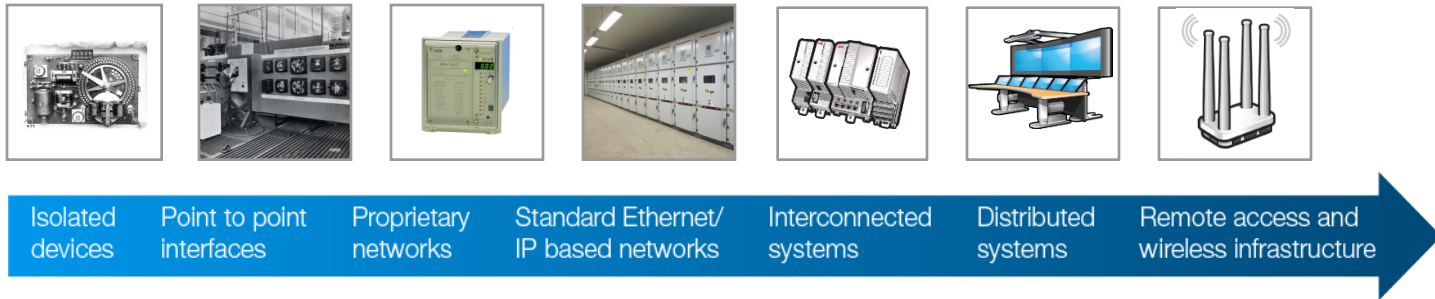 Isolated
devices
Point to point
interfaces
Proprietary
networks
Standard Ethernet/
IP based networks
Interconnected
systems
Distributed
systems
Remote access and
wireless infrastructure